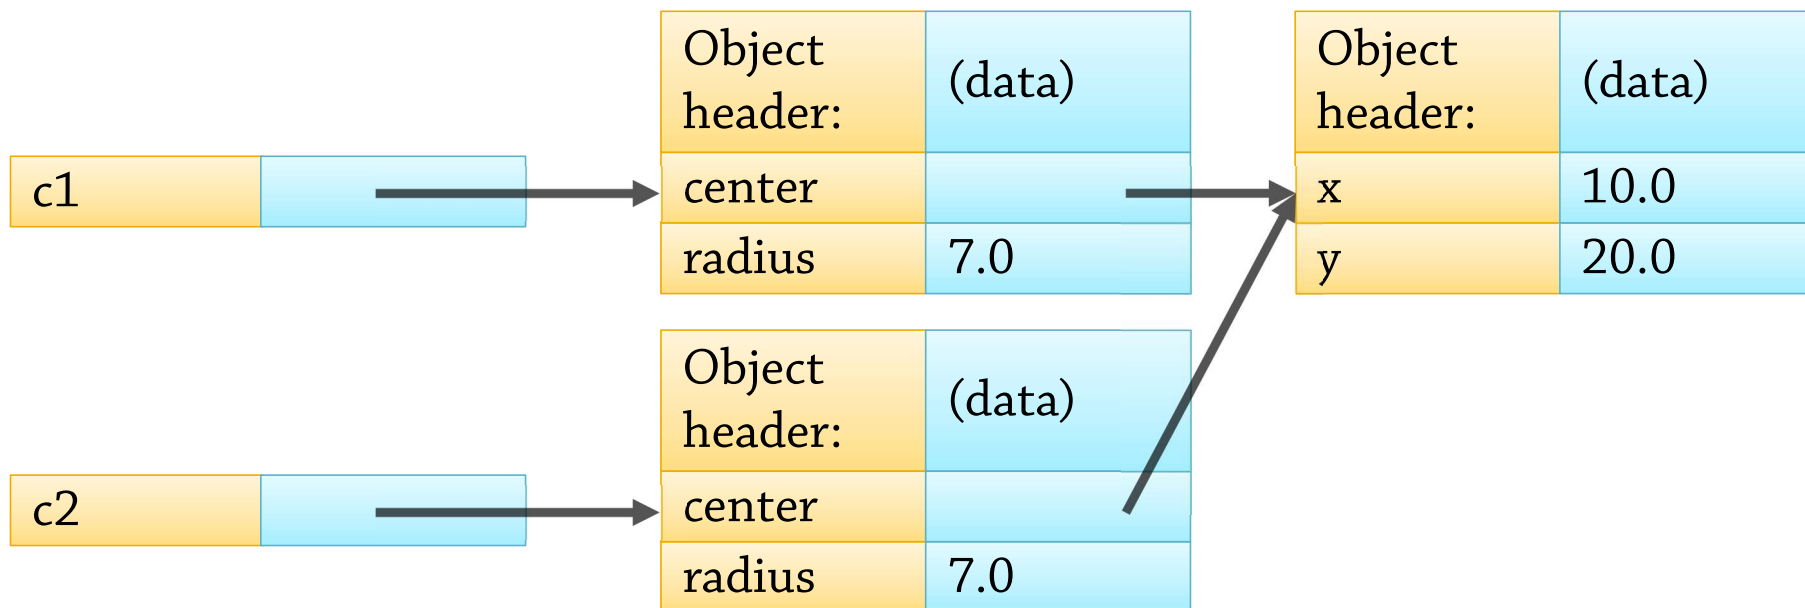 c1
Object
header:
(data)
center
radius
7.0
Object
header:
(data)
x
10.0
y
20.0
c2
Object
header:
(data)
center
radius
7.0